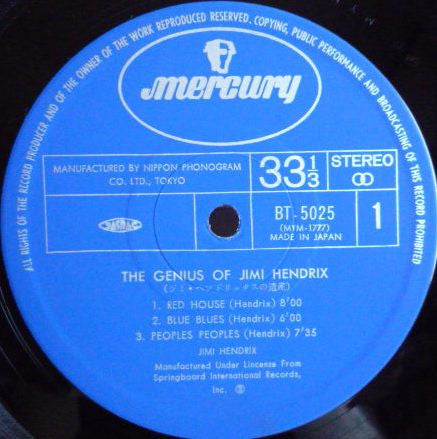 ALL RIGHTS OF THE RECORD PRODUCER AND OF THE OWNER OF THE WORK REPRODUCED RESERVED. COPYING, PUBLIC PERFORMANCE AND BROADCASTING OF THIS RECORD PROHIBITED
mercury
MANUFACTURED BY NIPPON PHONOGRAM
CO. LTD., TOKYO
33 1/3
STEREO
BT-5025
(MYM-1777)
MADE IN JAPAN
1
THE GENIUS OF JIMI HENDRIX
(ジミ・ヘンドリックスの遺産)
1. RED HOUSE (Hendrix) 8'00
2. BLUE BLUES (Hendrix) 6'00
3. PEOPLES PEOPLES (Hendrix) 7'35
JIMI HENDRIX
Manufactured Under Lincense From
Springboard International Records,
Inc. Ⓟ